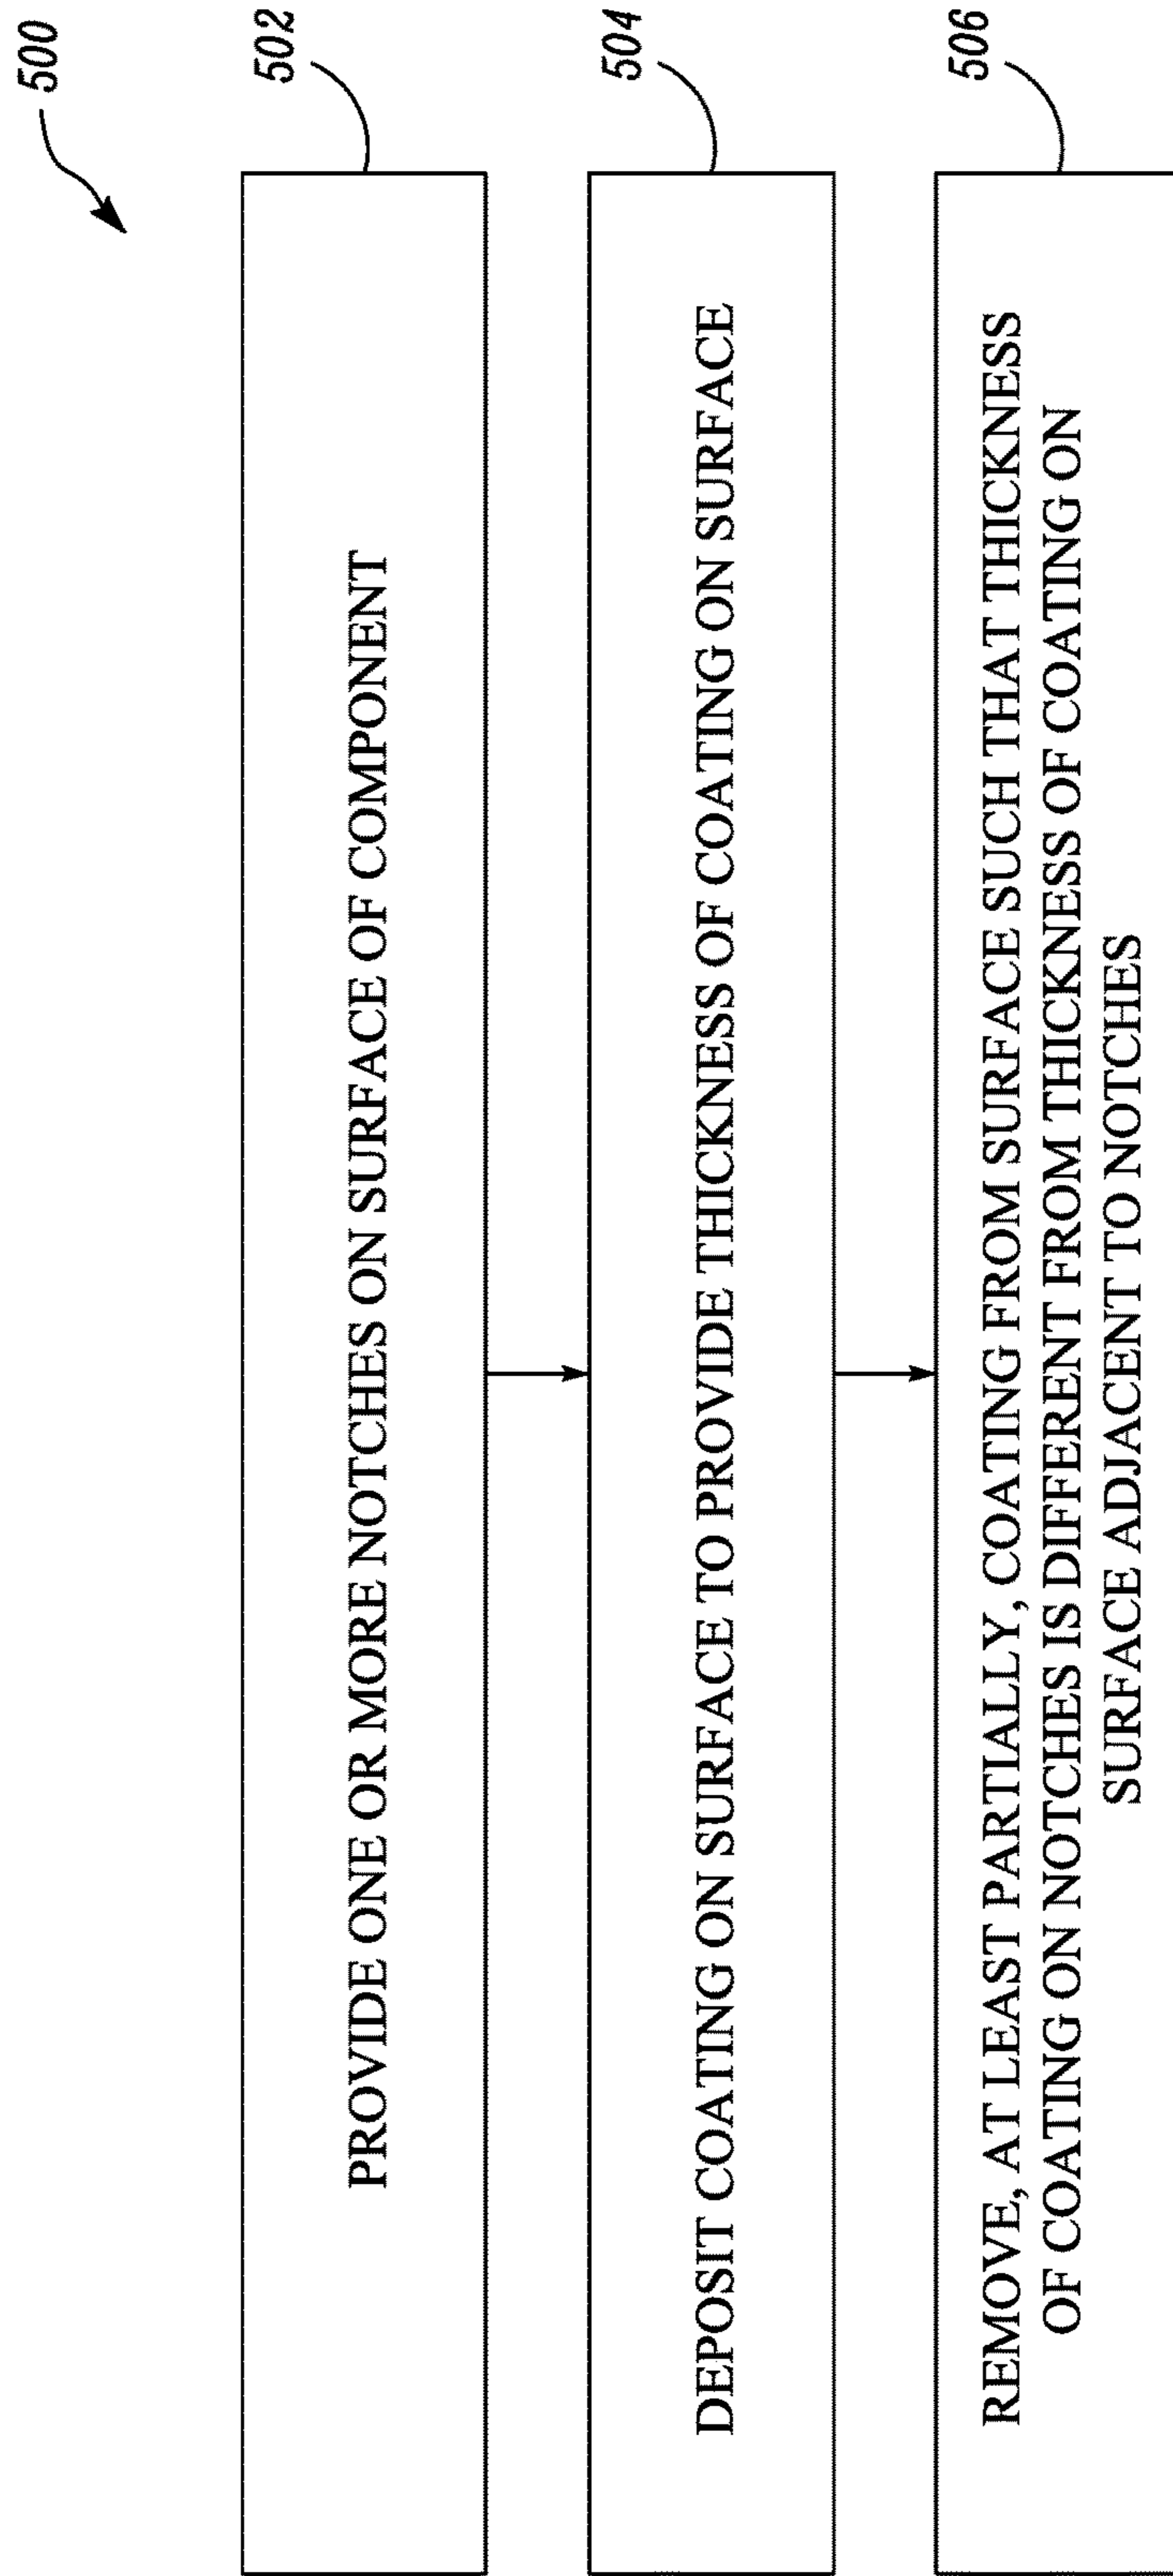 500
502
PROVIDE ONE OR MORE NOTCHES ON SURFACE OF COMPONENT
504
DEPOSIT COATING ON SURFACE TO PROVIDE THICKNESS OF COATING ON SURFACE
506
REMOVE, AT LEAST PARTIALLY, COATING FROM SURFACE SUCH THAT THICKNESS
OF COATING ON NOTCHES IS DIFFERENT FROM THICKNESS OF COATING ON
SURFACE ADJACENT TO NOTCHES